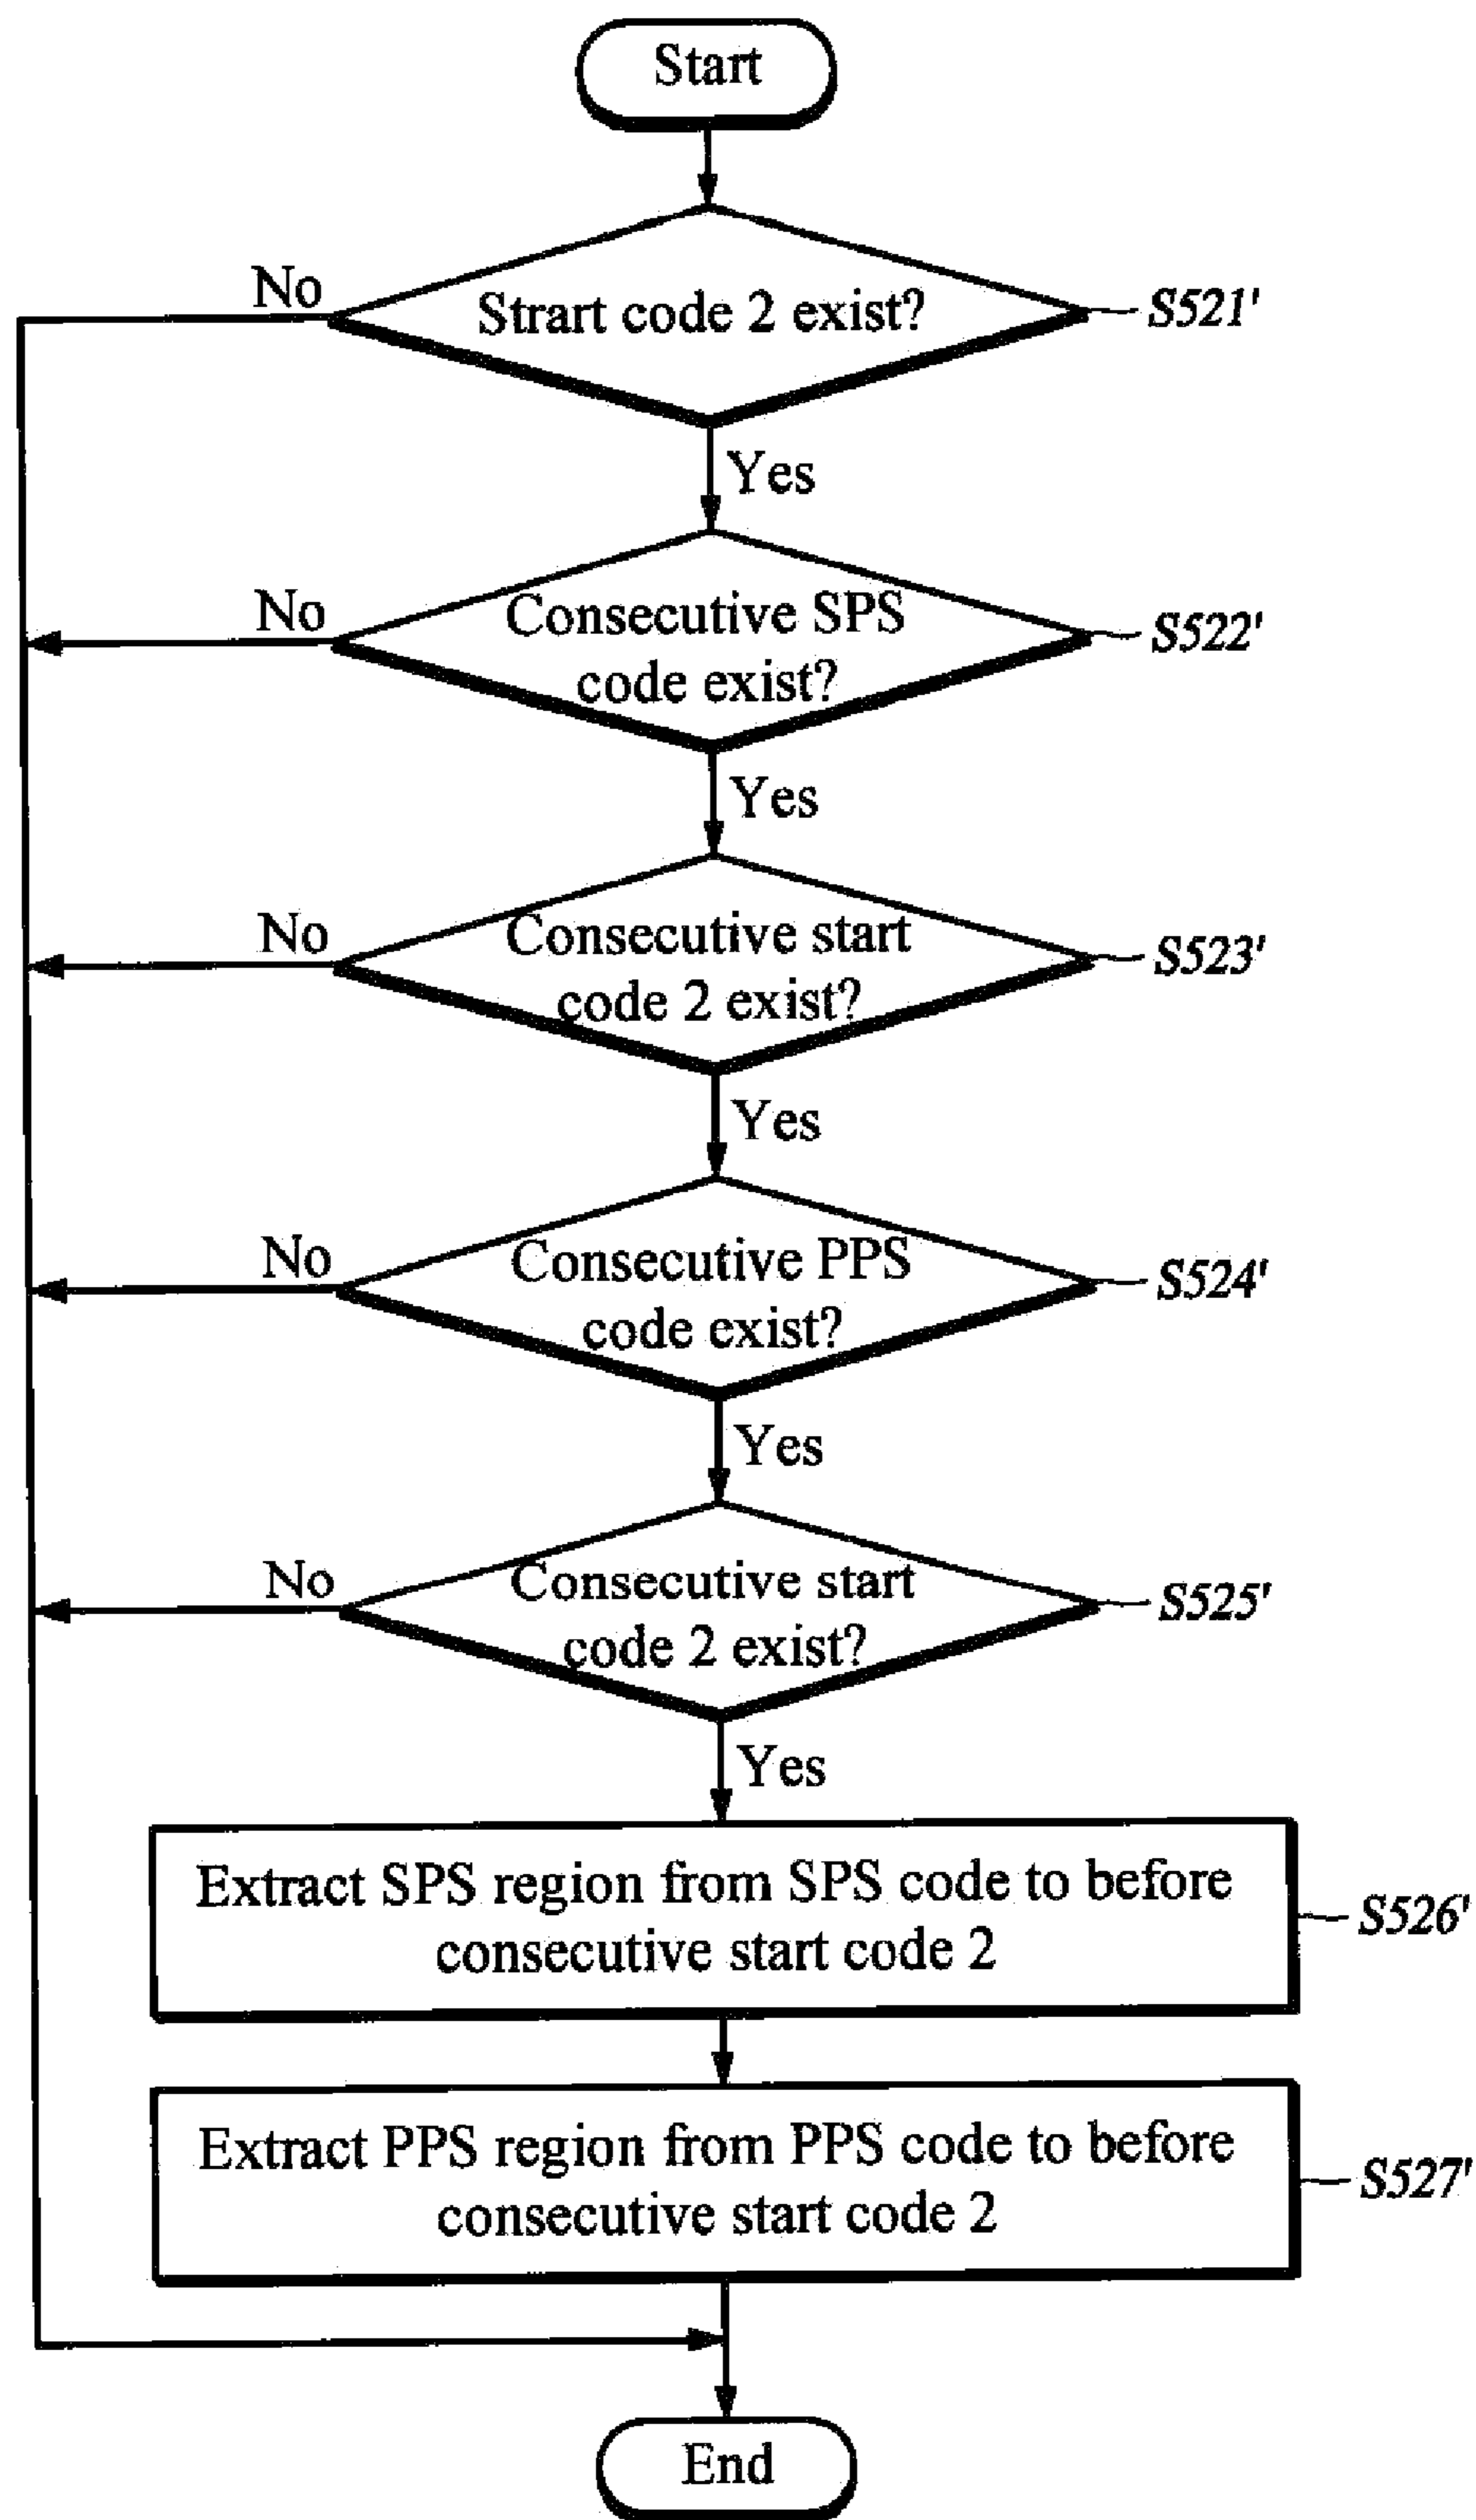 Start
No
Strart code 2 exist?
S521'
Yes
No
Consecutive SPS
code exist?
S522'
Yes
No
Consecutive start
code 2 exist?
S523'
Yes
No
Consecutive PPS
code exist?
S524'
Yes
No
Consecutive start
code 2 exist?
S525'
Yes
Extract SPS region from SPS code to before
consecutive start code 2
S526'
Extract PPS region from PPS code to before
consecutive start code 2
S527'
End